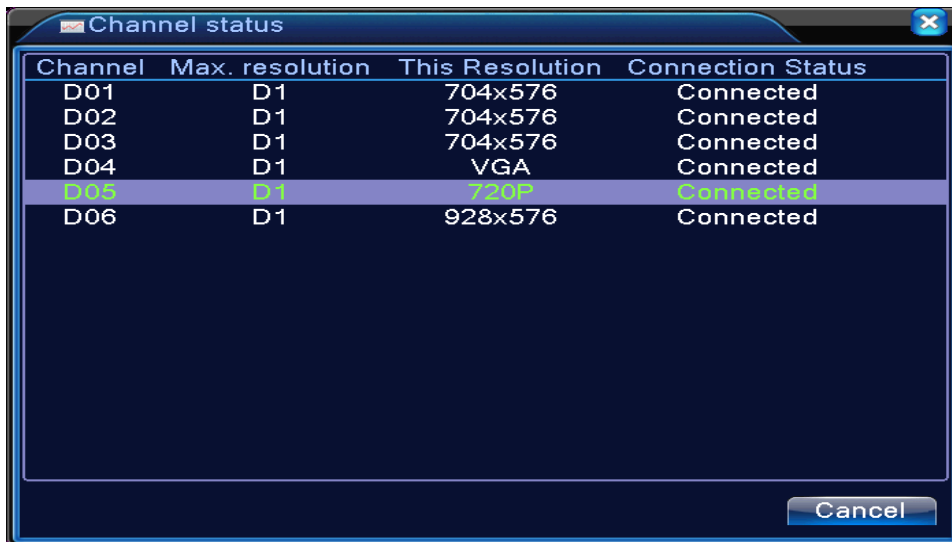 Channel status
Channel Max. resolution This Resolution Connection Status
D01 D1 704x576 Connected
D02 D1 704x576 Connected
D03 D1 704x576 Connected
D04 D1 VGA Connected
D05 D1 720P Connected
D06 D1 928x576 Connected
Cancel